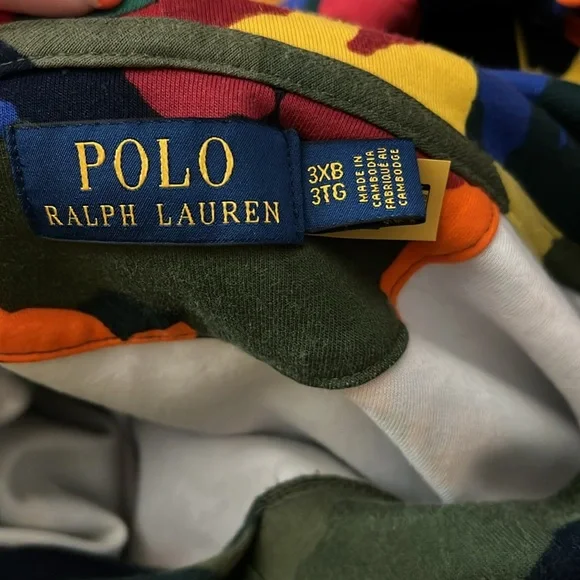 POLO
RALPH LAUREN
3XB
3TG
MADE IN
CAMBODIA
FABRIQUÉ AU
CAMBODGE